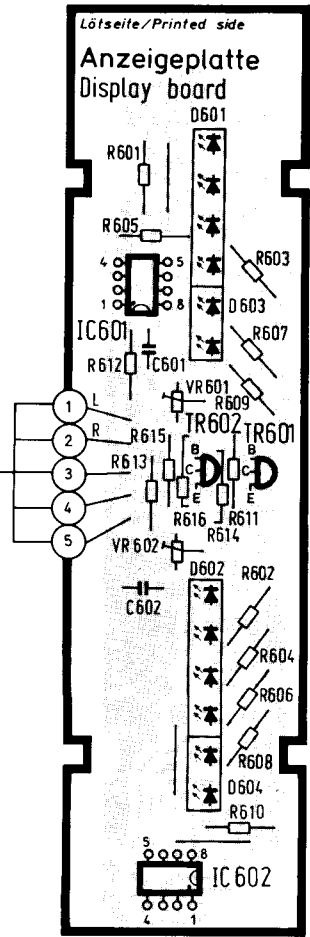 Lötseite/Printed side
Anzeigeplatte
Display board
D601
R601
R605
4 5
1 8
R603
IC601
D603
R612
C601
R607
VR601
R609
1 L
TR602 TR601
2 R
R615
B B
R613
3
C C
E E
4
R616
R611
R614
5
VR602
D602
C602
R602
R604
R606
R608
D604
R610
5 8
IC602
4 1